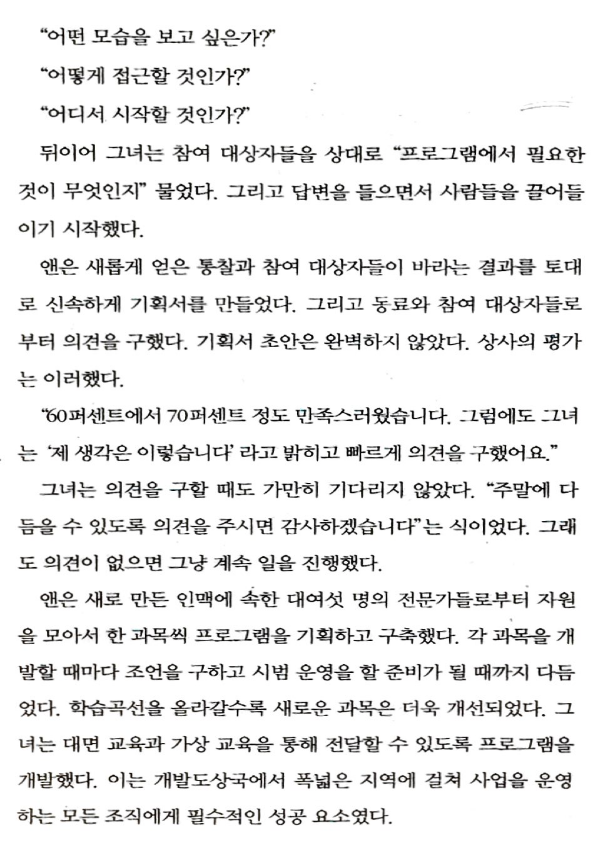 “어떤 모습을 보고 싶은가?”
“어떻게 접근할 것인가?”
“어디서 시작할 것인가?”
뒤이어 그녀는 참여 대상자들을 상대로 “프로그램에서 필요한
것이 무엇인지” 물었다. 그리고 답변을 들으면서 사람들을 끌어들
이기 시작했다.
앤은 새롭게 얻은 통찰과 참여 대상자들이 바라는 결과를 토대
로 신속하게 기획서를 만들었다. 그리고 동료와 참여 대상자들로
부터 의견을 구했다. 기획서 초안은 완벽하지 않았다. 상사의 평가
는 이러했다.
“60퍼센트에서 70퍼센트 정도 만족스러웠습니다. 그럼에도 그녀
는 ‘제 생각은 이렇습니다’ 라고 밝히고 빠르게 의견을 구했어요.”
그녀는 의견을 구할 때도 가만히 기다리지 않았다. “주말에 다
듬을 수 있도록 의견을 주시면 감사하겠습니다”는 식이었다. 그래
도 의견이 없으면 그냥 계속 일을 진행했다.
앤은 새로 만든 인맥에 속한 대여섯 명의 전문가들로부터 자원
을 모아서 한 과목씩 프로그램을 기획하고 구축했다. 각 과목을 개
발할 때마다 조언을 구하고 시범 운영을 할 준비가 될 때까지 다듬
었다. 학습곡선을 올라갈수록 새로운 과목은 더욱 개선되었다. 그
녀는 대면 교육과 가상 교육을 통해 전달할 수 있도록 프로그램을
개발했다. 이는 개발도상국에서 폭넓은 지역에 걸쳐 사업을 운영
하는 모든 조직에게 필수적인 성공 요소였다.